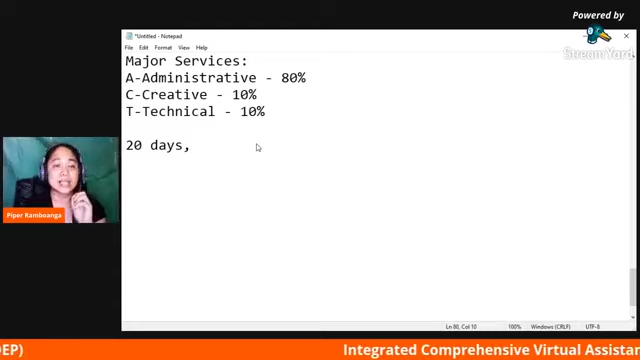 Powered by
StreamYard
*Untitled - Notepad
File Edit Format View Help
Major Services:
A-Administrative - 80%
C-Creative - 10%
T-Technical - 10%
20 days,
Piper Ramboanga
Ln 80, Col 10 100% Windows (CRLF) UTF-8
EP) Integrated Comprehensive Virtual Assistan